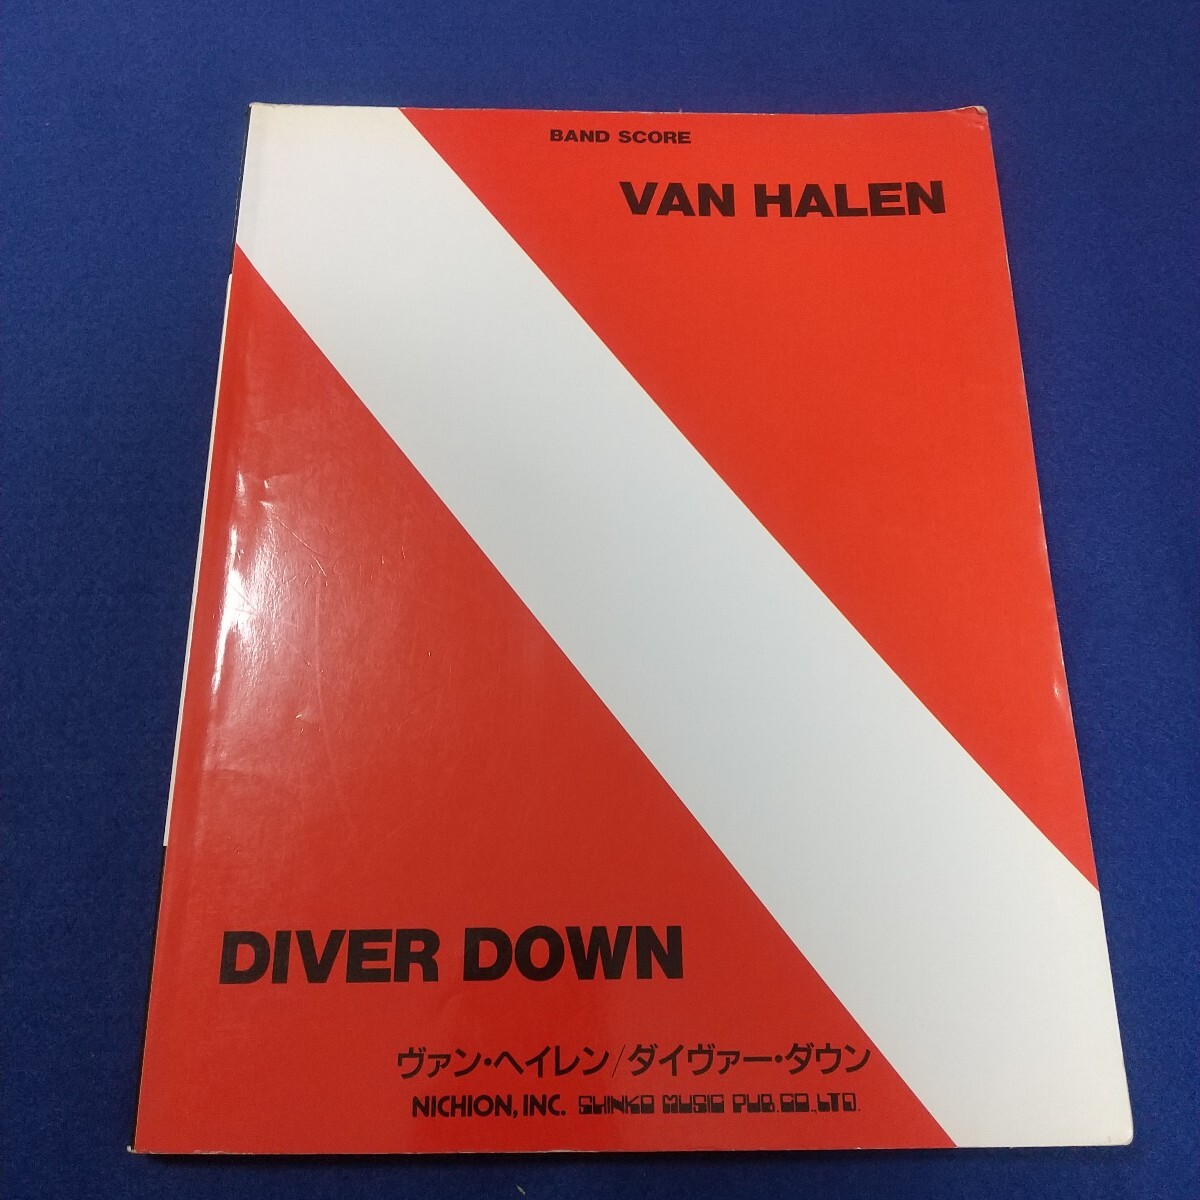 BAND SCORE
VAN HALEN
DIVER DOWN
ヴァン・ヘイレン/ダイヴァー・ダウン
NICHION, INC. SHINKO MUSIC PUB. CO., LTD.